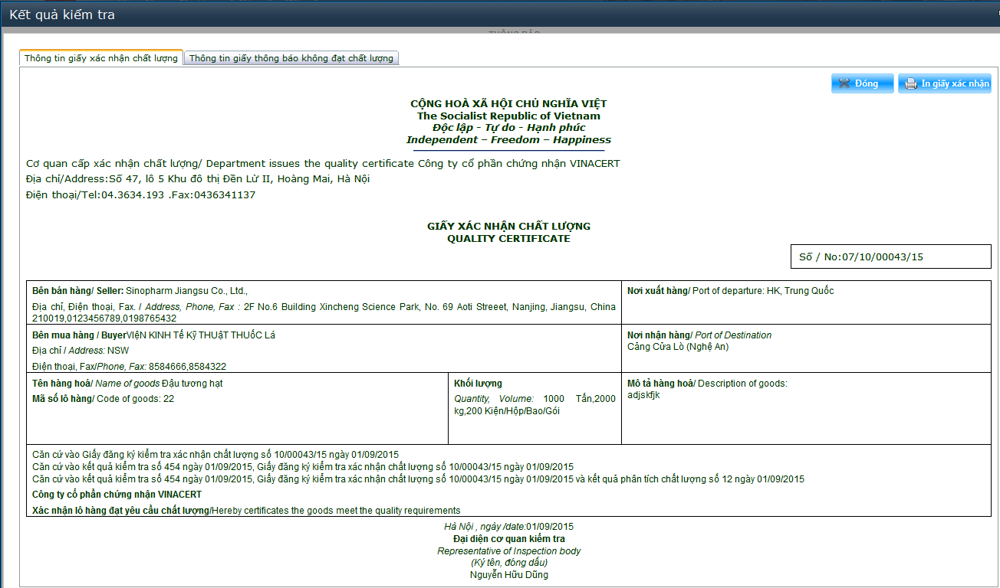 Kết quả kiểm tra
Thông tin giấy xác nhận chất lượng
Thông tin giấy thông báo không đạt chất lượng
Đóng
In giấy xác nhận
CỘNG HOÀ XÃ HỘI CHỦ NGHĨA VIỆT
The Socialist Republic of Vietnam
Độc lập - Tự do - Hạnh phúc
Independent – Freedom – Happiness
Cơ quan cấp xác nhận chất lượng/ Department issues the quality certificate Công ty cổ phần chứng nhận VINACERT
Địa chỉ/Address:Số 47, lô 5 Khu đô thị Đền Lừ II, Hoàng Mai, Hà Nội
Điện thoại/Tel:04.3634.193 .Fax:0436341137
GIẤY XÁC NHẬN CHẤT LƯỢNG
QUALITY CERTIFICATE
Số / No:07/10/00043/15
Bên bán hàng/ Seller: Sinopharm Jiangsu Co., Ltd.,
Địa chỉ, Điện thoại, Fax. / Address, Phone, Fax : 2F No.6 Building Xincheng Science Park, No. 69 Aoti Streeet, Nanjing, Jiangsu, China
210019,0123456789,0198765432
Nơi xuất hàng/ Port of departure: HK, Trung Quốc
Bên mua hàng / BuyerVIỆN KINH Tế Kỹ THUậT THUốC Lá
Địa chỉ / Address: NSW
Điện thoại, Fax/Phone, Fax: 8584666,8584322
Nơi nhận hàng/ Port of Destination
Cảng Cửa Lò (Nghệ An)
Tên hàng hoá/ Name of goods Đậu tương hạt
Mã số lô hàng/ Code of goods: 22
Khối lượng
Quantity, Volume: 1000 Tấn,2000
kg,200 Kiện/Hộp/Bao/Gói
Mô tả hàng hoá/ Description of goods:
adjskfjk
Căn cứ vào Giấy đăng ký kiểm tra xác nhận chất lượng số 10/00043/15 ngày 01/09/2015
Căn cứ vào kết quả kiểm tra số 454 ngày 01/09/2015, Giấy đăng ký kiểm tra xác nhận chất lượng số 10/00043/15 ngày 01/09/2015
Căn cứ vào kết quả kiểm tra số 454 ngày 01/09/2015, Giấy đăng ký kiểm tra xác nhận chất lượng số 10/00043/15 ngày 01/09/2015 và kết quả phân tích chất lượng số 12 ngày 01/09/2015
Công ty cổ phần chứng nhận VINACERT
Xác nhận lô hàng đạt yêu cầu chất lượng/Hereby certificates the goods meet the quality requirements
Hà Nội , ngày /date:01/09/2015
Đại diện cơ quan kiểm tra
Representative of Inspection body
(Ký tên, đóng dấu)
Nguyễn Hữu Dũng